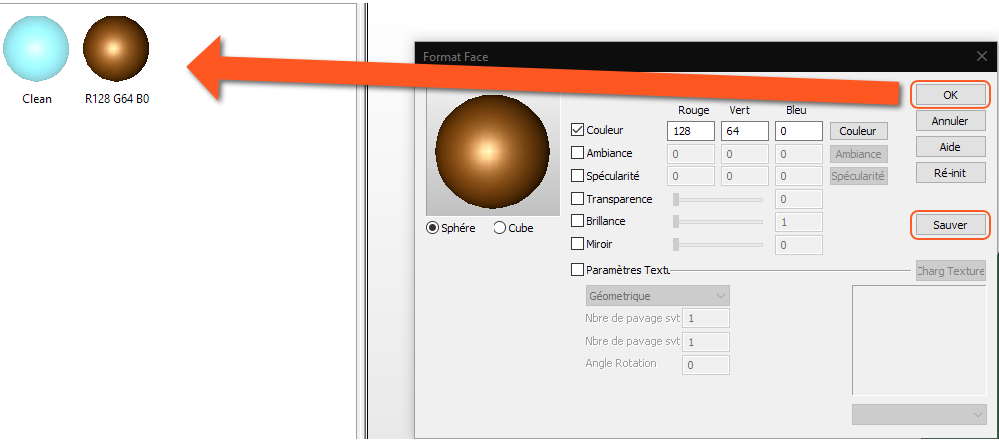 Clean
R128 G64 B0
Format Face
Rouge Vert Bleu
Couleur 128 64 0 Couleur
Ambiance 0 0 0 Ambiance
Spécularité 0 0 0 Spécularité
Transparence 0
Brillance 1
Miroir 0
Sphére Cube
OK
Annuler
Aide
Ré-init
Sauver
Paramètres Textu
Charg Texture
Géometrique
Nbre de pavage svt 1
Nbre de pavage svt 1
Angle Rotation 0